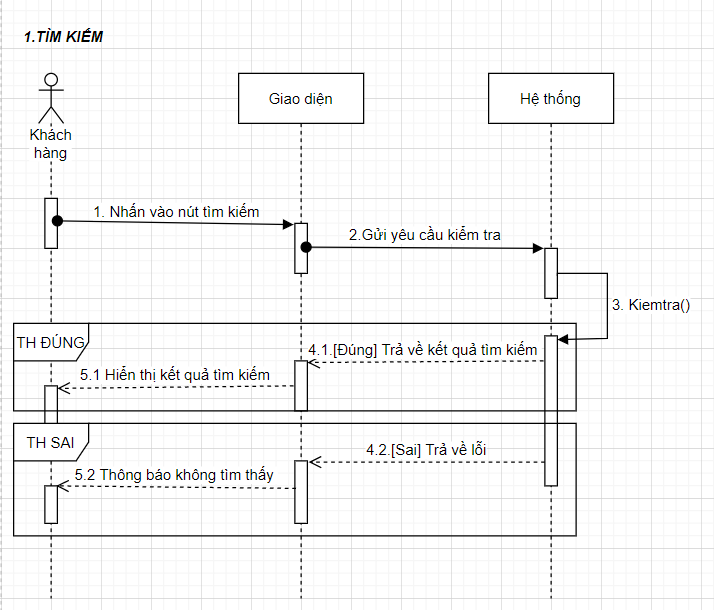 1.TÌM KIẾM
Khách
hàng
Giao diện
Hệ thống
1. Nhấn vào nút tìm kiếm
2.Gửi yêu cầu kiểm tra
3. Kiemtra()
TH ĐÚNG
4.1.[Đúng] Trả về kết quả tìm kiếm
5.1 Hiển thị kết quả tìm kiếm
TH SAI
4.2.[Sai] Trả về lỗi
5.2 Thông báo không tìm thấy